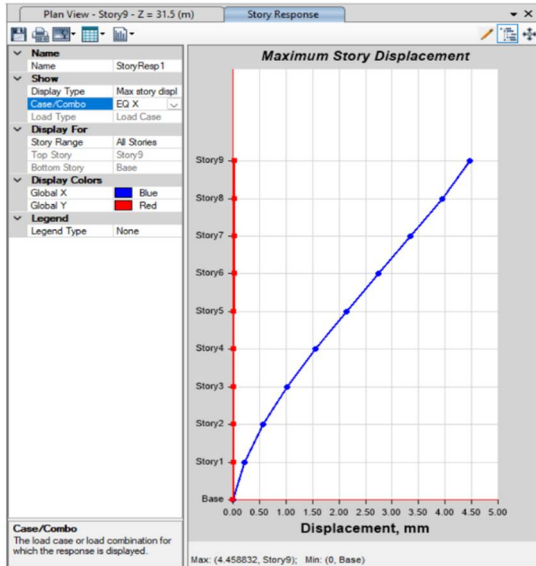 Plan View - Story9 - Z = 31.5 (m)
Story Response
Name
Name StoryResp1
Show
Display Type Max story displ
Case/Combo EQ X
Load Type Load Case
Display For
Story Range All Stories
Top Story Story9
Bottom Story Base
Display Colors
Global X Blue
Global Y Red
Legend
Legend Type None
Case/Combo
The load case or load combination for
which the response is displayed.
Maximum Story Displacement
Story9
Story8
Story7
Story6
Story5
Story4
Story3
Story2
Story1
Base
0.00 0.50 1.00 1.50 2.00 2.50 3.00 3.50 4.00 4.50 5.00
Displacement, mm
Max: (4.458832, Story9); Min: (0, Base)